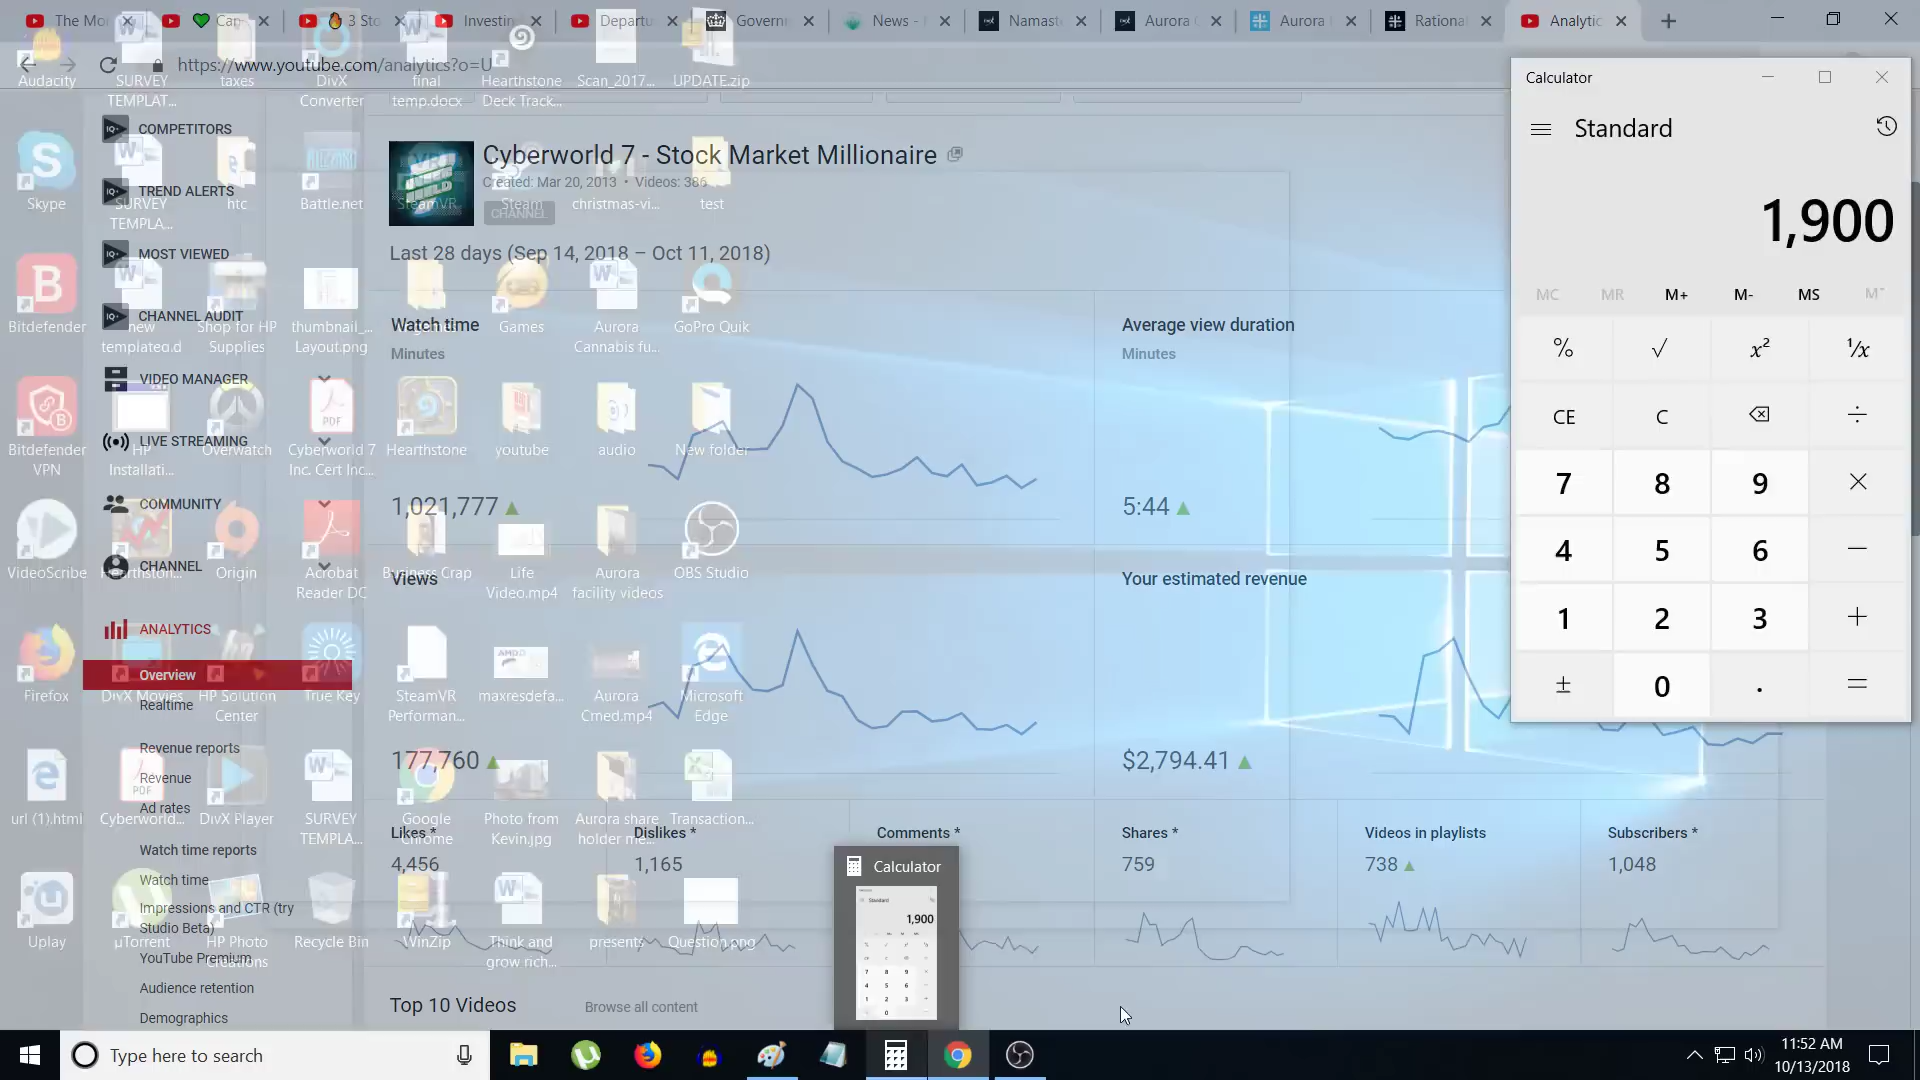 The Mo
Cap
3 Sto
Investin
Departu
Governm
News -
Namast
Aurora
Aurora
Rational
Analytic
https://www.youtube.com/analytics?o=U
Audacity
SURVEY
TEMPLAT...
taxes
DivX
Converter
final
temp.docx
Hearthstone
Deck Track...
Scan_2017...
UPDATE.zip
COMPETITORS
TREND ALERTS
MOST VIEWED
CHANNEL AUDIT
VIDEO MANAGER
LIVE STREAMING
COMMUNITY
CHANNEL
ANALYTICS
Overview
Realtime
Revenue reports
Revenue
Ad rates
Watch time reports
Watch time
Impressions and CTR (try
Studio Beta)
YouTube Premium
Audience retention
Demographics
Cyberworld 7 - Stock Market Millionaire
Created: Mar 20, 2013 • Videos: 386
CHANNEL
Last 28 days (Sep 14, 2018 – Oct 11, 2018)
Skype
SURVEY
TEMPLA...
htc
Battle.net
SteamVR
Steam
christmas-vi...
test
Bitdefender
new
templated.d
Shop for HP
Supplies
thumbnail_...
Layout.png
Games
Aurora
Cannabis fu...
GoPro Quik
Watch time
Minutes
1,021,777
Average view duration
Minutes
5:44
Bitdefender
VPN
HP
Installati...
Overwatch
Cyberworld 7
Inc. Cert Inc...
Hearthstone
youtube
audio
New folder
VideoScribe
Hearthston...
Origin
Acrobat
Reader DC
Business Crap
Life
Video.mp4
Aurora
facility videos
OBS Studio
Views
177,760
Your estimated revenue
$2,794.41
Firefox
DivX Movies
HP Solution
Center
True Key
SteamVR
Performan...
maxresdefa...
Aurora
Cmed.mp4
Microsoft
Edge
url (1).html
Cyberworld...
DivX Player
SURVEY
TEMPLA...
Google
Chrome
Photo from
Kevin.jpg
Aurora share
holder me...
Transaction...
Likes *
4,456
Dislikes *
1,165
Comments *
Shares *
759
Videos in playlists
738
Subscribers *
1,048
Uplay
µTorrent
HP Photo
Creations
Recycle Bin
WinZip
Think and
grow rich...
presents
Question.png
Top 10 Videos
Browse all content
Calculator
Standard
1,900
MC MR M+ M- MS M
% √ x² ¹/x
CE C ÷
7 8 9 ×
4 5 6 −
1 2 3 +
± 0 . =
Calculator
Standard
1,900
Type here to search
11:52 AM
10/13/2018